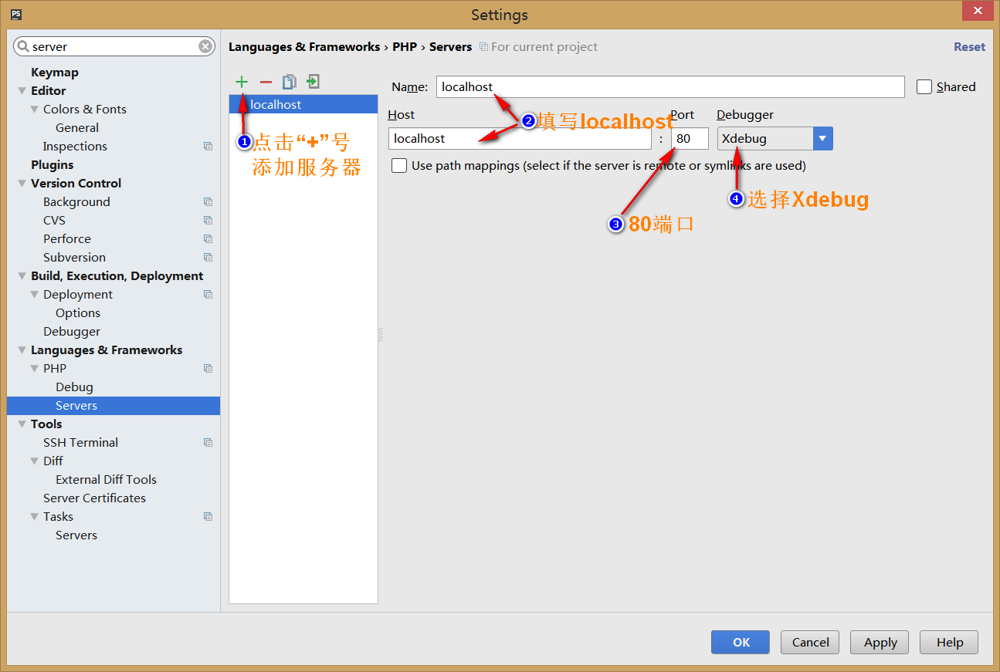 PS
Settings
server
Keymap
Editor
Colors & Fonts
General
Inspections
Plugins
Version Control
Background
CVS
Perforce
Subversion
Build, Execution, Deployment
Deployment
Options
Debugger
Languages & Frameworks
PHP
Debug
Servers
Tools
SSH Terminal
Diff
External Diff Tools
Server Certificates
Tasks
Servers
Languages & Frameworks › PHP › Servers For current project
Reset
localhost
1 点击“+”号
添加服务器
Name: localhost
Shared
Host Port Debugger
2 填写localhost
localhost : 80 Xdebug
Use path mappings (select if the server is remote or symlinks are used)
4 选择Xdebug
3 80端口
OK Cancel Apply Help